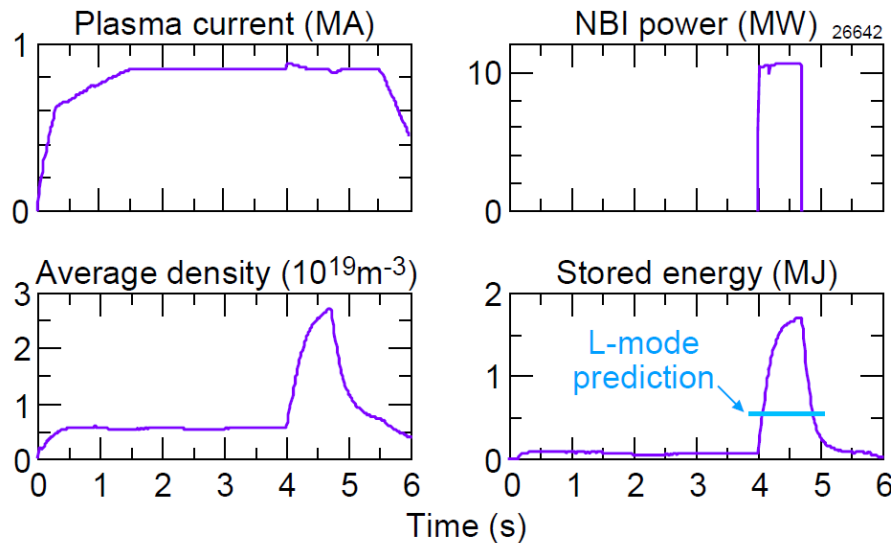 Plasma current (MA)
1
0
NBI power (MW) 26642
10
0
Average density (10¹⁹m⁻³)
3
2
1
0
0 1 2 3 4 5 6
Stored energy (MJ)
2
L-mode
prediction
1
0
0 1 2 3 4 5 6
Time (s)